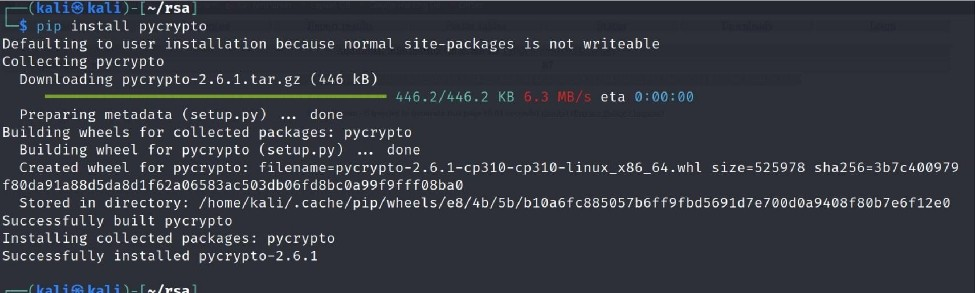 ┌──(kali㉿kali)-[~/rsa]
└─$ pip install pycrypto
Defaulting to user installation because normal site-packages is not writeable
Collecting pycrypto
  Downloading pycrypto-2.6.1.tar.gz (446 kB)
     ━━━━━━━━━━━━━━━━━━━━━━━━━━━━━━━━━━━━━━━━ 446.2/446.2 KB 6.3 MB/s eta 0:00:00
  Preparing metadata (setup.py) ... done
Building wheels for collected packages: pycrypto
  Building wheel for pycrypto (setup.py) ... done
  Created wheel for pycrypto: filename=pycrypto-2.6.1-cp310-cp310-linux_x86_64.whl size=525978 sha256=3b7c400979
f80da91a88d5da8d1f62a06583ac503db06fd8bc0a99f9fff08ba0
  Stored in directory: /home/kali/.cache/pip/wheels/e8/4b/5b/b10a6fc885057b6ff9fbd5691d7e700d0a9408f80b7e6f12e0
Successfully built pycrypto
Installing collected packages: pycrypto
Successfully installed pycrypto-2.6.1
┌──(kali㉿kali)-[~/rsa]